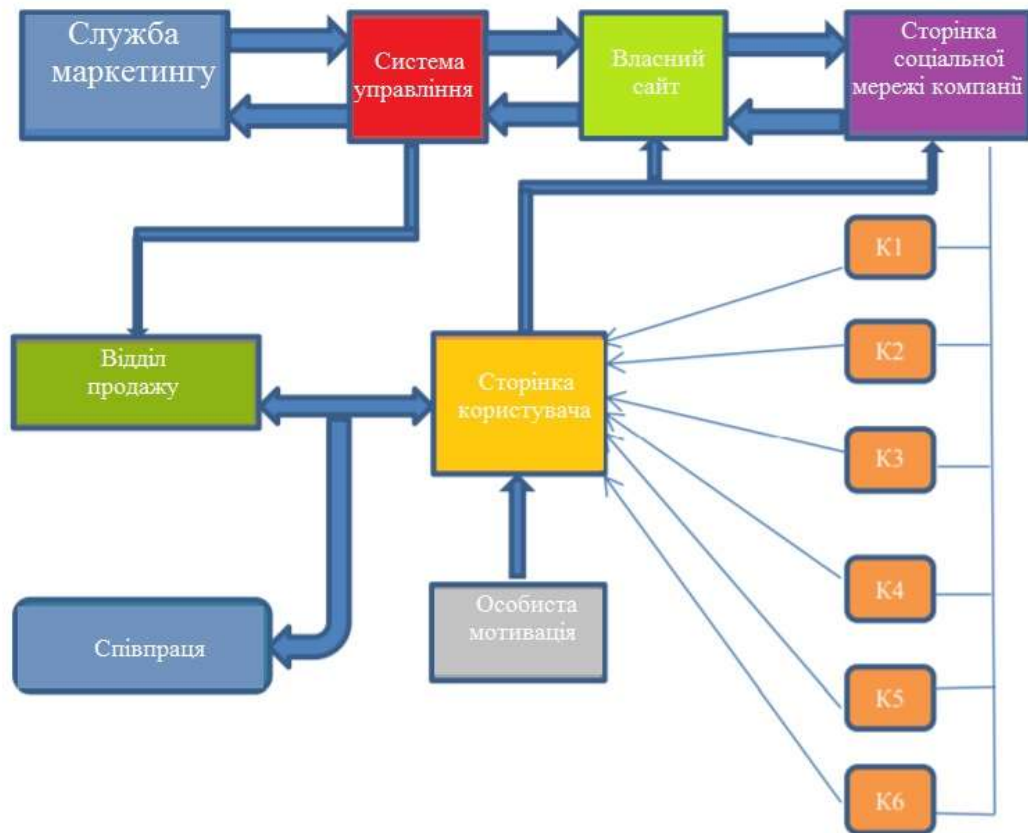 Служба
маркетингу
Система
управління
Власний
сайт
Сторінка
соціальної
мережі компанії
К1
К2
К3
К4
К5
К6
Відділ
продажу
Сторінка
користувача
Особиста
мотивація
Співпраця